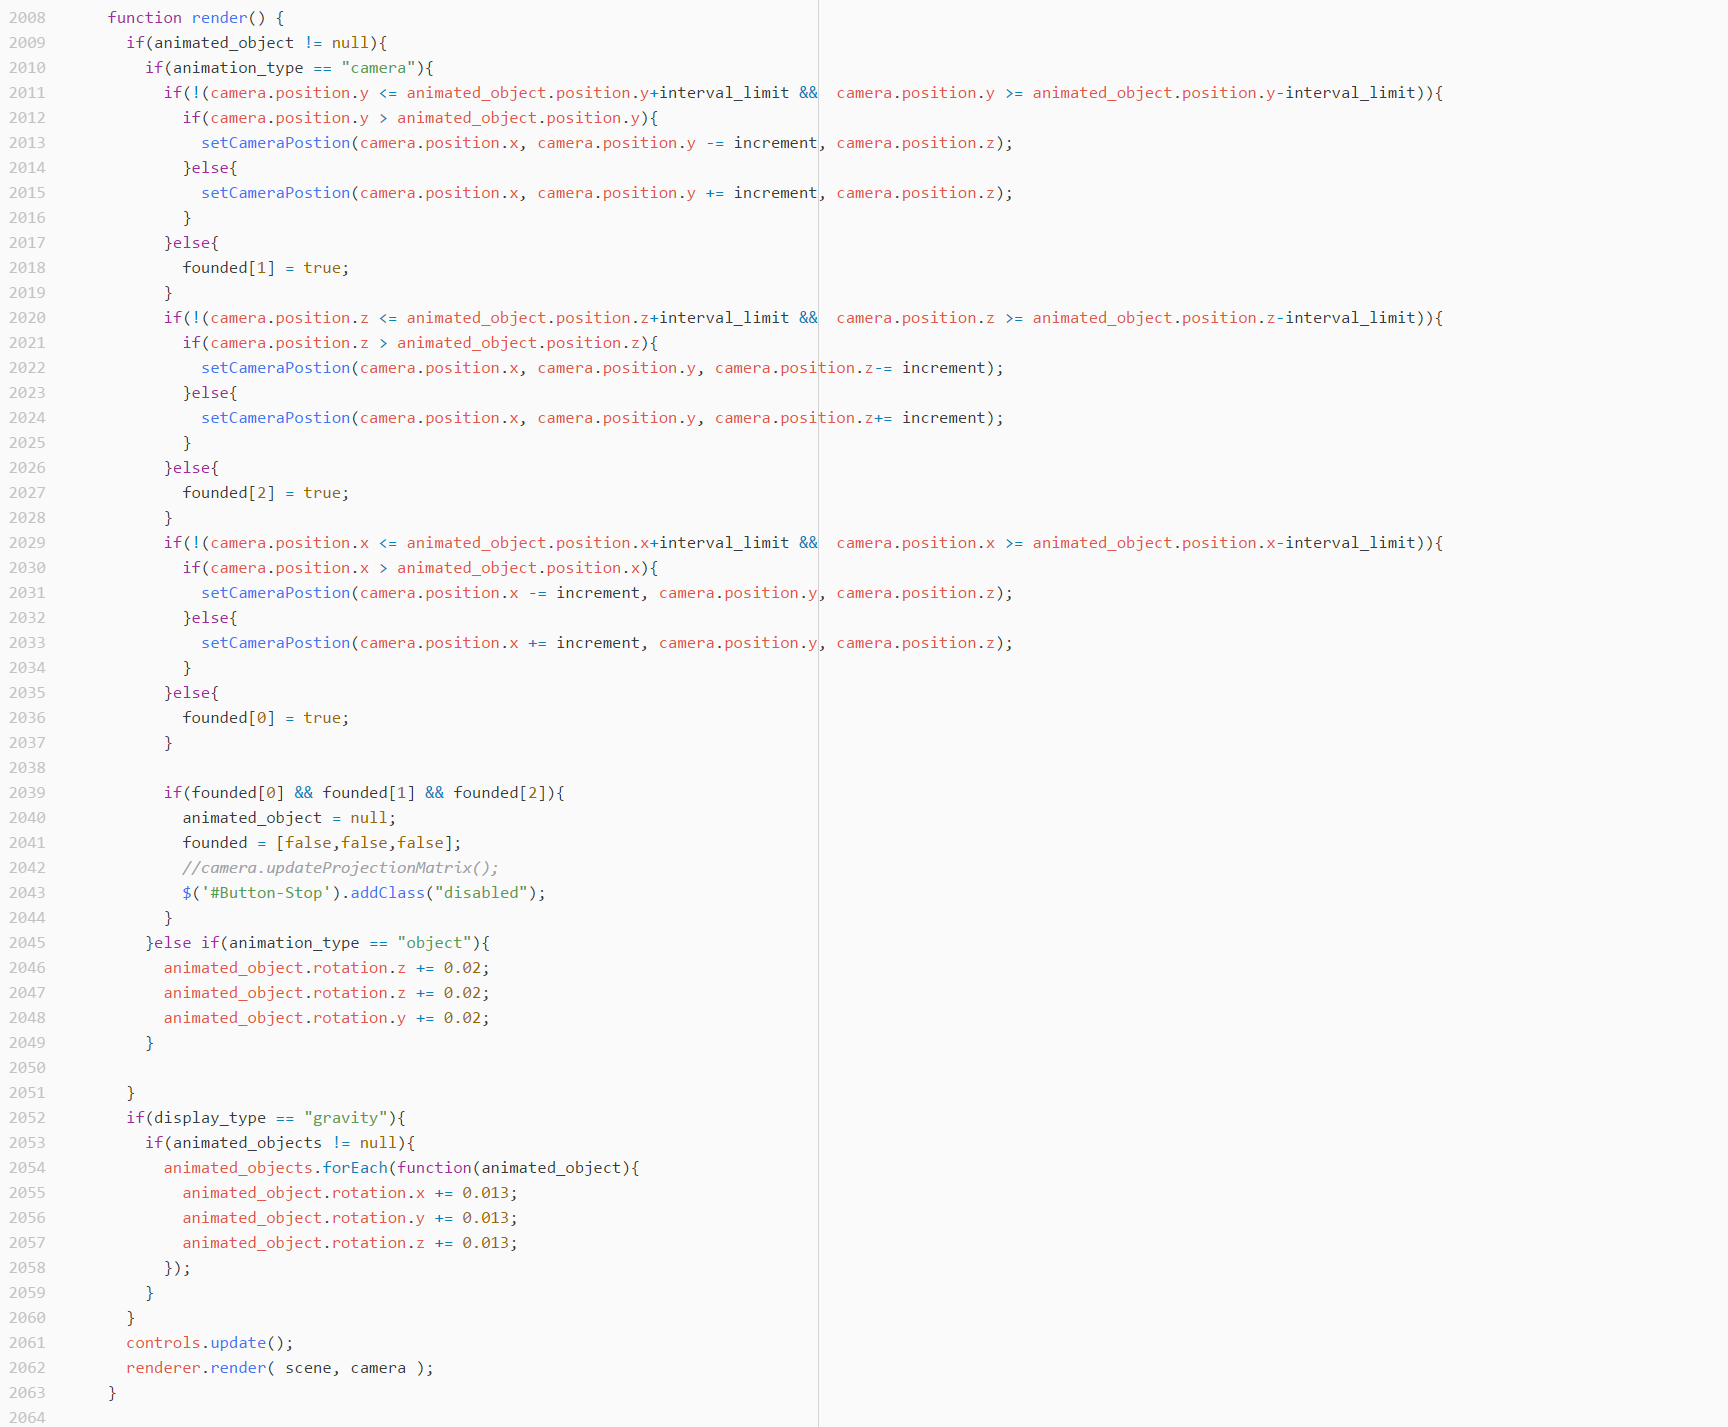 2008 function render() {
2009 if(animated_object != null){
2010 if(animation_type == "camera"){
2011 if(!(camera.position.y <= animated_object.position.y+interval_limit &&  camera.position.y >= animated_object.position.y-interval_limit)){
2012 if(camera.position.y > animated_object.position.y){
2013 setCameraPostion(camera.position.x, camera.position.y -= increment, camera.position.z);
2014 }else{
2015 setCameraPostion(camera.position.x, camera.position.y += increment, camera.position.z);
2016 }
2017 }else{
2018 founded[1] = true;
2019 }
2020 if(!(camera.position.z <= animated_object.position.z+interval_limit &&  camera.position.z >= animated_object.position.z-interval_limit)){
2021 if(camera.position.z > animated_object.position.z){
2022 setCameraPostion(camera.position.x, camera.position.y, camera.position.z-= increment);
2023 }else{
2024 setCameraPostion(camera.position.x, camera.position.y, camera.position.z+= increment);
2025 }
2026 }else{
2027 founded[2] = true;
2028 }
2029 if(!(camera.position.x <= animated_object.position.x+interval_limit &&  camera.position.x >= animated_object.position.x-interval_limit)){
2030 if(camera.position.x > animated_object.position.x){
2031 setCameraPostion(camera.position.x -= increment, camera.position.y, camera.position.z);
2032 }else{
2033 setCameraPostion(camera.position.x += increment, camera.position.y, camera.position.z);
2034 }
2035 }else{
2036 founded[0] = true;
2037 }
2038
2039 if(founded[0] && founded[1] && founded[2]){
2040 animated_object = null;
2041 founded = [false,false,false];
2042 //camera.updateProjectionMatrix();
2043 $('#Button-Stop').addClass("disabled");
2044 }
2045 }else if(animation_type == "object"){
2046 animated_object.rotation.z += 0.02;
2047 animated_object.rotation.z += 0.02;
2048 animated_object.rotation.y += 0.02;
2049 }
2050
2051 }
2052 if(display_type == "gravity"){
2053 if(animated_objects != null){
2054 animated_objects.forEach(function(animated_object){
2055 animated_object.rotation.x += 0.013;
2056 animated_object.rotation.y += 0.013;
2057 animated_object.rotation.z += 0.013;
2058 });
2059 }
2060 }
2061 controls.update();
2062 renderer.render( scene, camera );
2063 }
2064